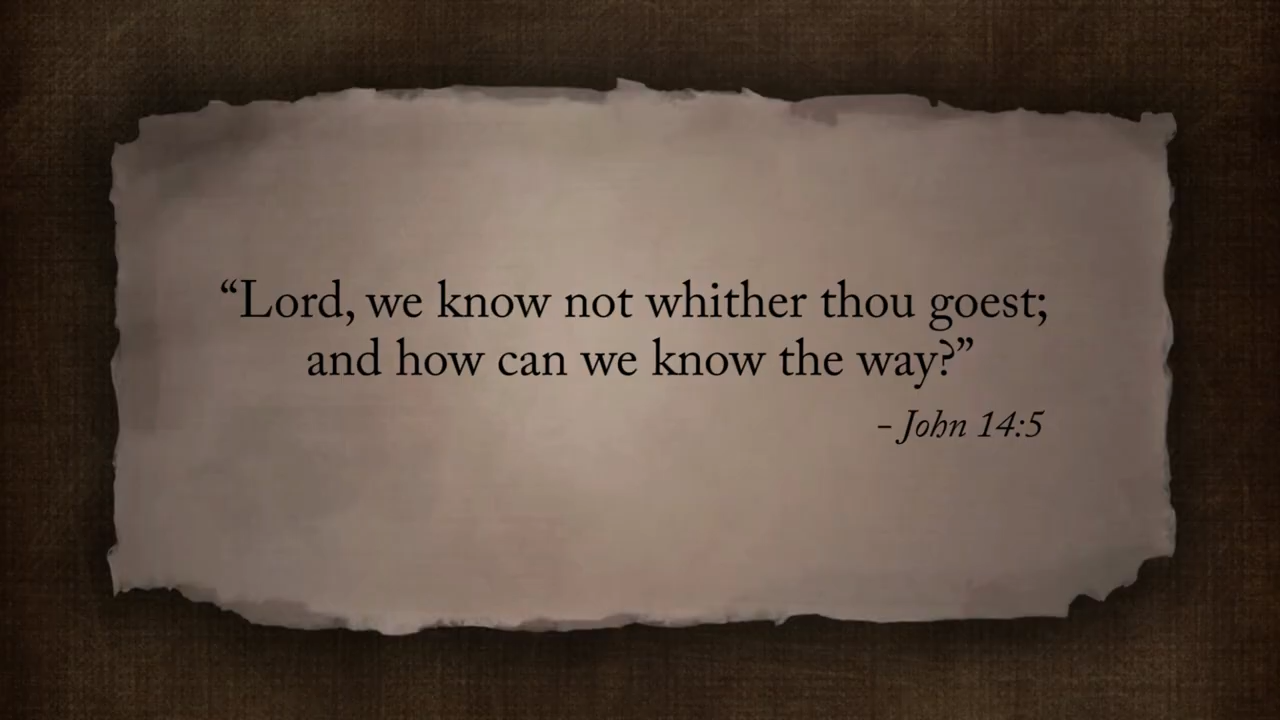 “Lord, we know not whither thou goest;
and how can we know the way?”
- John 14:5